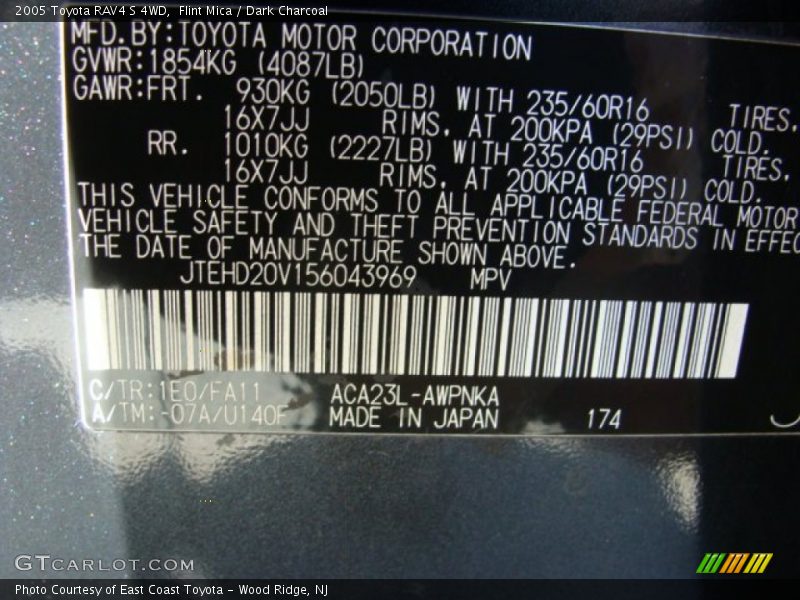 2005 Toyota RAV4 S 4WD, Flint Mica / Dark Charcoal
MFD.BY:TOYOTA MOTOR CORPORATION
GVWR:1854KG (4087LB)
GAWR:FRT. 930KG (2050LB) WITH 235/60R16 TIRES,
16X7JJ RIMS, AT 200KPA (29PSI) COLD.
RR. 1010KG (2227LB) WITH 235/60R16 TIRES,
16X7JJ RIMS, AT 200KPA (29PSI) COLD.
THIS VEHICLE CONFORMS TO ALL APPLICABLE FEDERAL MOTOR
VEHICLE SAFETY AND THEFT PREVENTION STANDARDS IN EFFEC
THE DATE OF MANUFACTURE SHOWN ABOVE.
JTEHD20V156043969 MPV
C/TR:1E0/FA11 ACA23L-AWPNKA
A/TM:-07A/U140F MADE IN JAPAN 174
GTCARLOT.COM
Photo Courtesy of East Coast Toyota - Wood Ridge, NJ